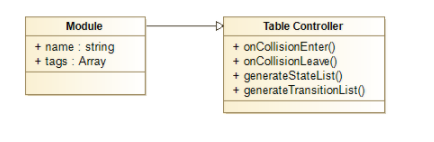 Module
+ name : string
+ tags : Array
Table Controller
+ onCollisionEnter()
+ onCollisionLeave()
+ generateStateList()
+ generateTransitionList()